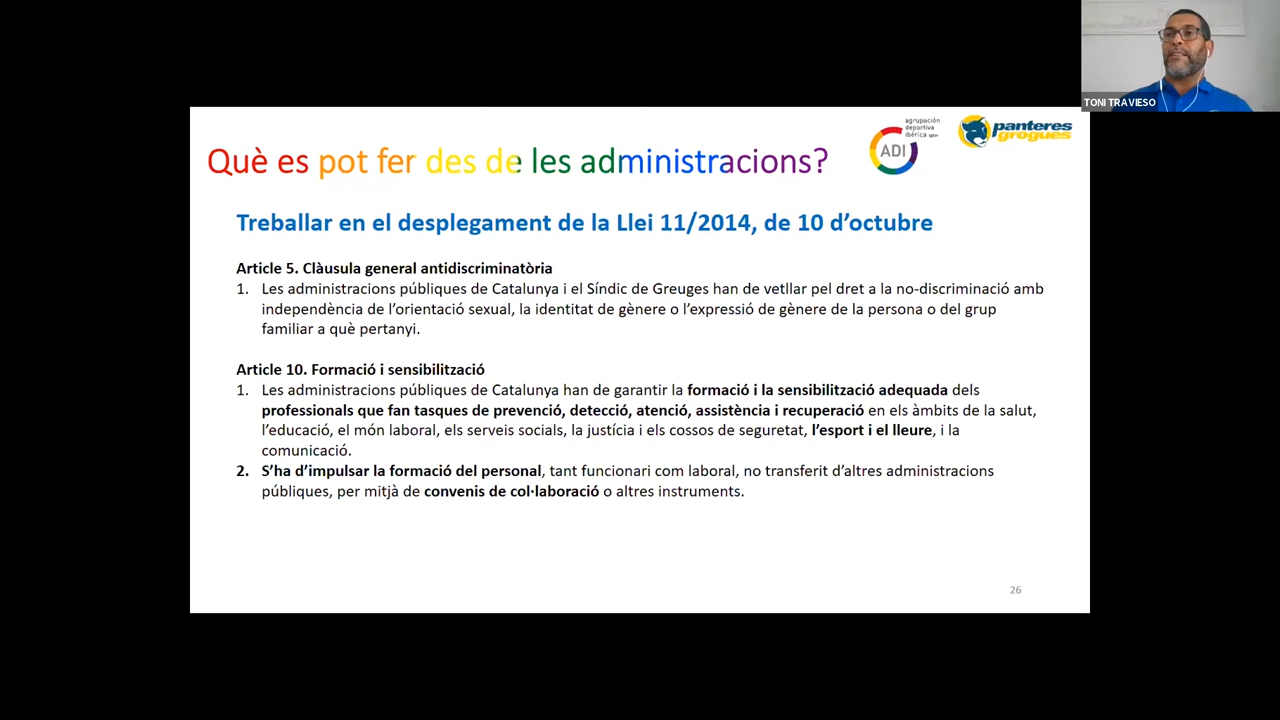 TONI TRAVIESO
agrupación
deportiva
ibérica lgtbi+
ADI
panteres
grogues
Què es pot fer des de les administracions?
Treballar en el desplegament de la Llei 11/2014, de 10 d’octubre
Article 5. Clàusula general antidiscriminatòria
1. Les administracions públiques de Catalunya i el Síndic de Greuges han de vetllar pel dret a la no-discriminació amb
independència de l’orientació sexual, la identitat de gènere o l’expressió de gènere de la persona o del grup
familiar a què pertanyi.
Article 10. Formació i sensibilització
1. Les administracions públiques de Catalunya han de garantir la formació i la sensibilització adequada dels
professionals que fan tasques de prevenció, detecció, atenció, assistència i recuperació en els àmbits de la salut,
l’educació, el món laboral, els serveis socials, la justícia i els cossos de seguretat, l’esport i el lleure, i la
comunicació.
2. S’ha d’impulsar la formació del personal, tant funcionari com laboral, no transferit d’altres administracions
públiques, per mitjà de convenis de col·laboració o altres instruments.
26